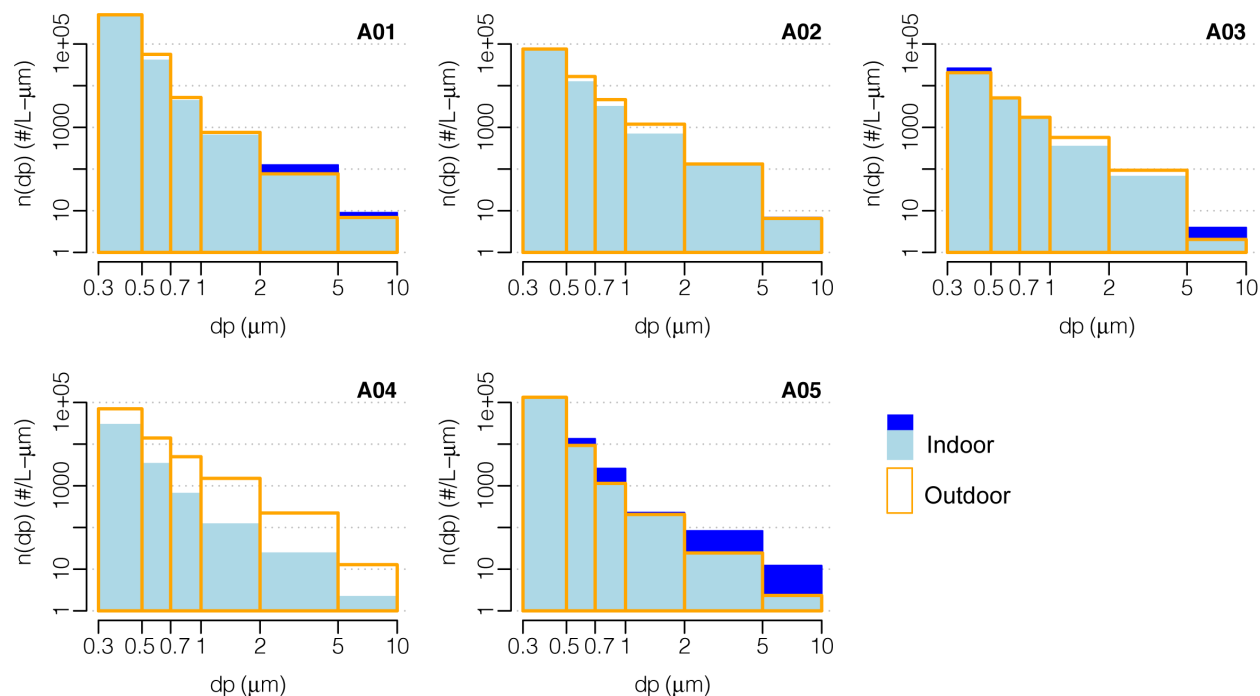 A01
n(dp) (#/L−μm)
1 10 1000 1e+05
0.3 0.5 0.7 1 2 5 10
dp (μm)
A02
n(dp) (#/L−μm)
1 10 1000 1e+05
0.3 0.5 0.7 1 2 5 10
dp (μm)
A03
n(dp) (#/L−μm)
1 10 1000 1e+05
0.3 0.5 0.7 1 2 5 10
dp (μm)
A04
n(dp) (#/L−μm)
1 10 1000 1e+05
0.3 0.5 0.7 1 2 5 10
dp (μm)
A05
n(dp) (#/L−μm)
1 10 1000 1e+05
0.3 0.5 0.7 1 2 5 10
dp (μm)
Indoor
Outdoor